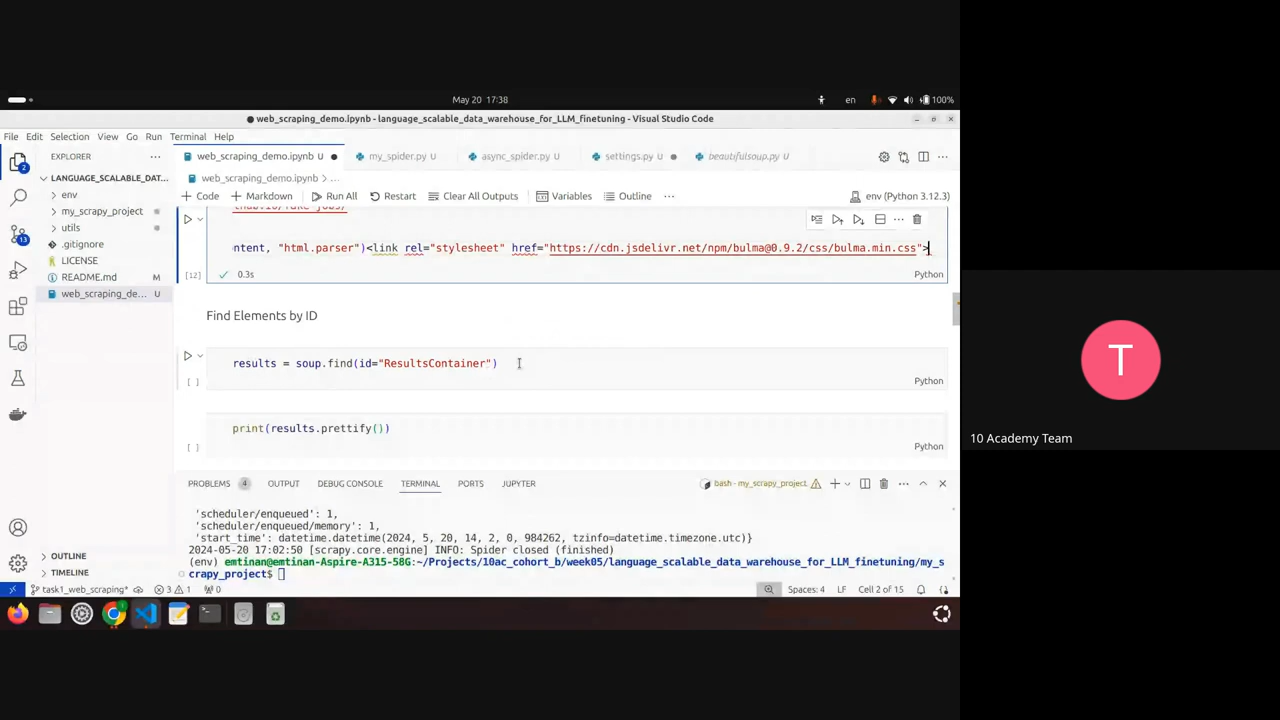 May 20 17:38
en
100%
web_scraping_demo.ipynb - language_scalable_data_warehouse_for_LLM_finetuning - Visual Studio Code
File Edit Selection View Go Run Terminal Help
EXPLORER
web_scraping_demo.ipynb U
my_spider.py U
async_spider.py U
settings.py U
beautifulsoup.py U
LANGUAGE_SCALABLE_DAT...
web_scraping_demo.ipynb > ...
env
+ Code + Markdown Run All Restart Clear All Outputs Variables Outline ... env (Python 3.12.3)
my_scrapy_project
utils
.gitignore
LICENSE
README.md M
web_scraping_de... U
ntent, "html.parser")<link rel="stylesheet" href="https://cdn.jsdelivr.net/npm/bulma@0.9.2/css/bulma.min.css">
[12] 0.3s Python
Find Elements by ID
results = soup.find(id="ResultsContainer")
[ ] Python
print(results.prettify())
[ ] Python
PROBLEMS 4 OUTPUT DEBUG CONSOLE TERMINAL PORTS JUPYTER bash - my_scrapy_project
'scheduler/enqueued': 1,
'scheduler/enqueued/memory': 1,
'start_time': datetime.datetime(2024, 5, 20, 14, 2, 0, 984262, tzinfo=datetime.timezone.utc)}
2024-05-20 17:02:50 [scrapy.core.engine] INFO: Spider closed (finished)
(env) emtinan@emtinan-Aspire-A315-58G:~/Projects/10ac_cohort_b/week05/language_scalable_data_warehouse_for_LLM_finetuning/my_s
crapy_project$
OUTLINE
TIMELINE
2
13
task1_web_scraping* 3 1 0 Spaces: 4 LF Cell 2 of 15
T
10 Academy Team